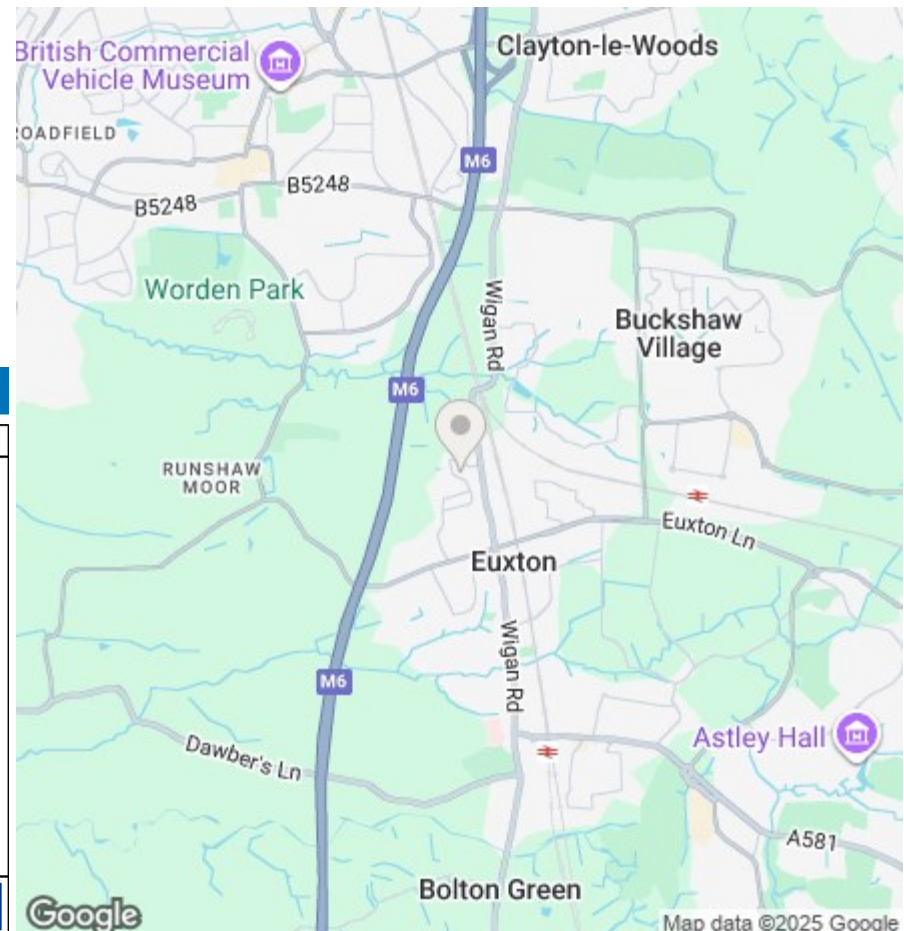 British Commercial
Vehicle Museum
Clayton-le-Woods
ROADFIELD
M6
B5248
B5248
Worden Park
Wigan Rd
Buckshaw
Village
M6
RUNSHAW
MOOR
Euxton Ln
Euxton
Wigan Rd
M6
Astley Hall
Dawber's Ln
A581
Bolton Green
Google
Map data ©2025 Google